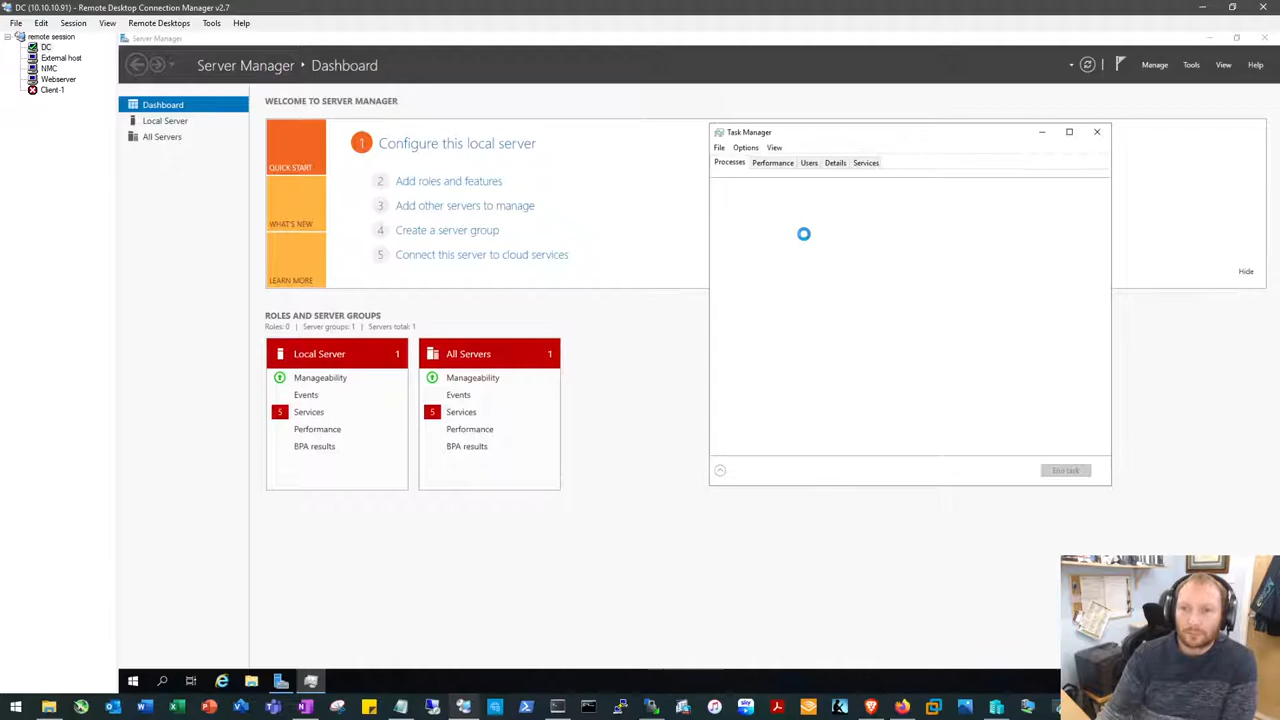 DC (10.10.10.91) - Remote Desktop Connection Manager v2.7
File Edit Session View Remote Desktops Tools Help
remote session
DC
External host
NMC
Webserver
Client-1
Server Manager
Server Manager • Dashboard
Manage Tools View Help
Dashboard
Local Server
All Servers
WELCOME TO SERVER MANAGER
QUICK START
WHAT'S NEW
LEARN MORE
1 Configure this local server
2 Add roles and features
3 Add other servers to manage
4 Create a server group
5 Connect this server to cloud services
Hide
ROLES AND SERVER GROUPS
Roles: 0 | Server groups: 1 | Servers total: 1
Local Server 1
Manageability
Events
5 Services
Performance
BPA results
All Servers 1
Manageability
Events
5 Services
Performance
BPA results
Task Manager
File Options View
Processes Performance Users Details Services
End task